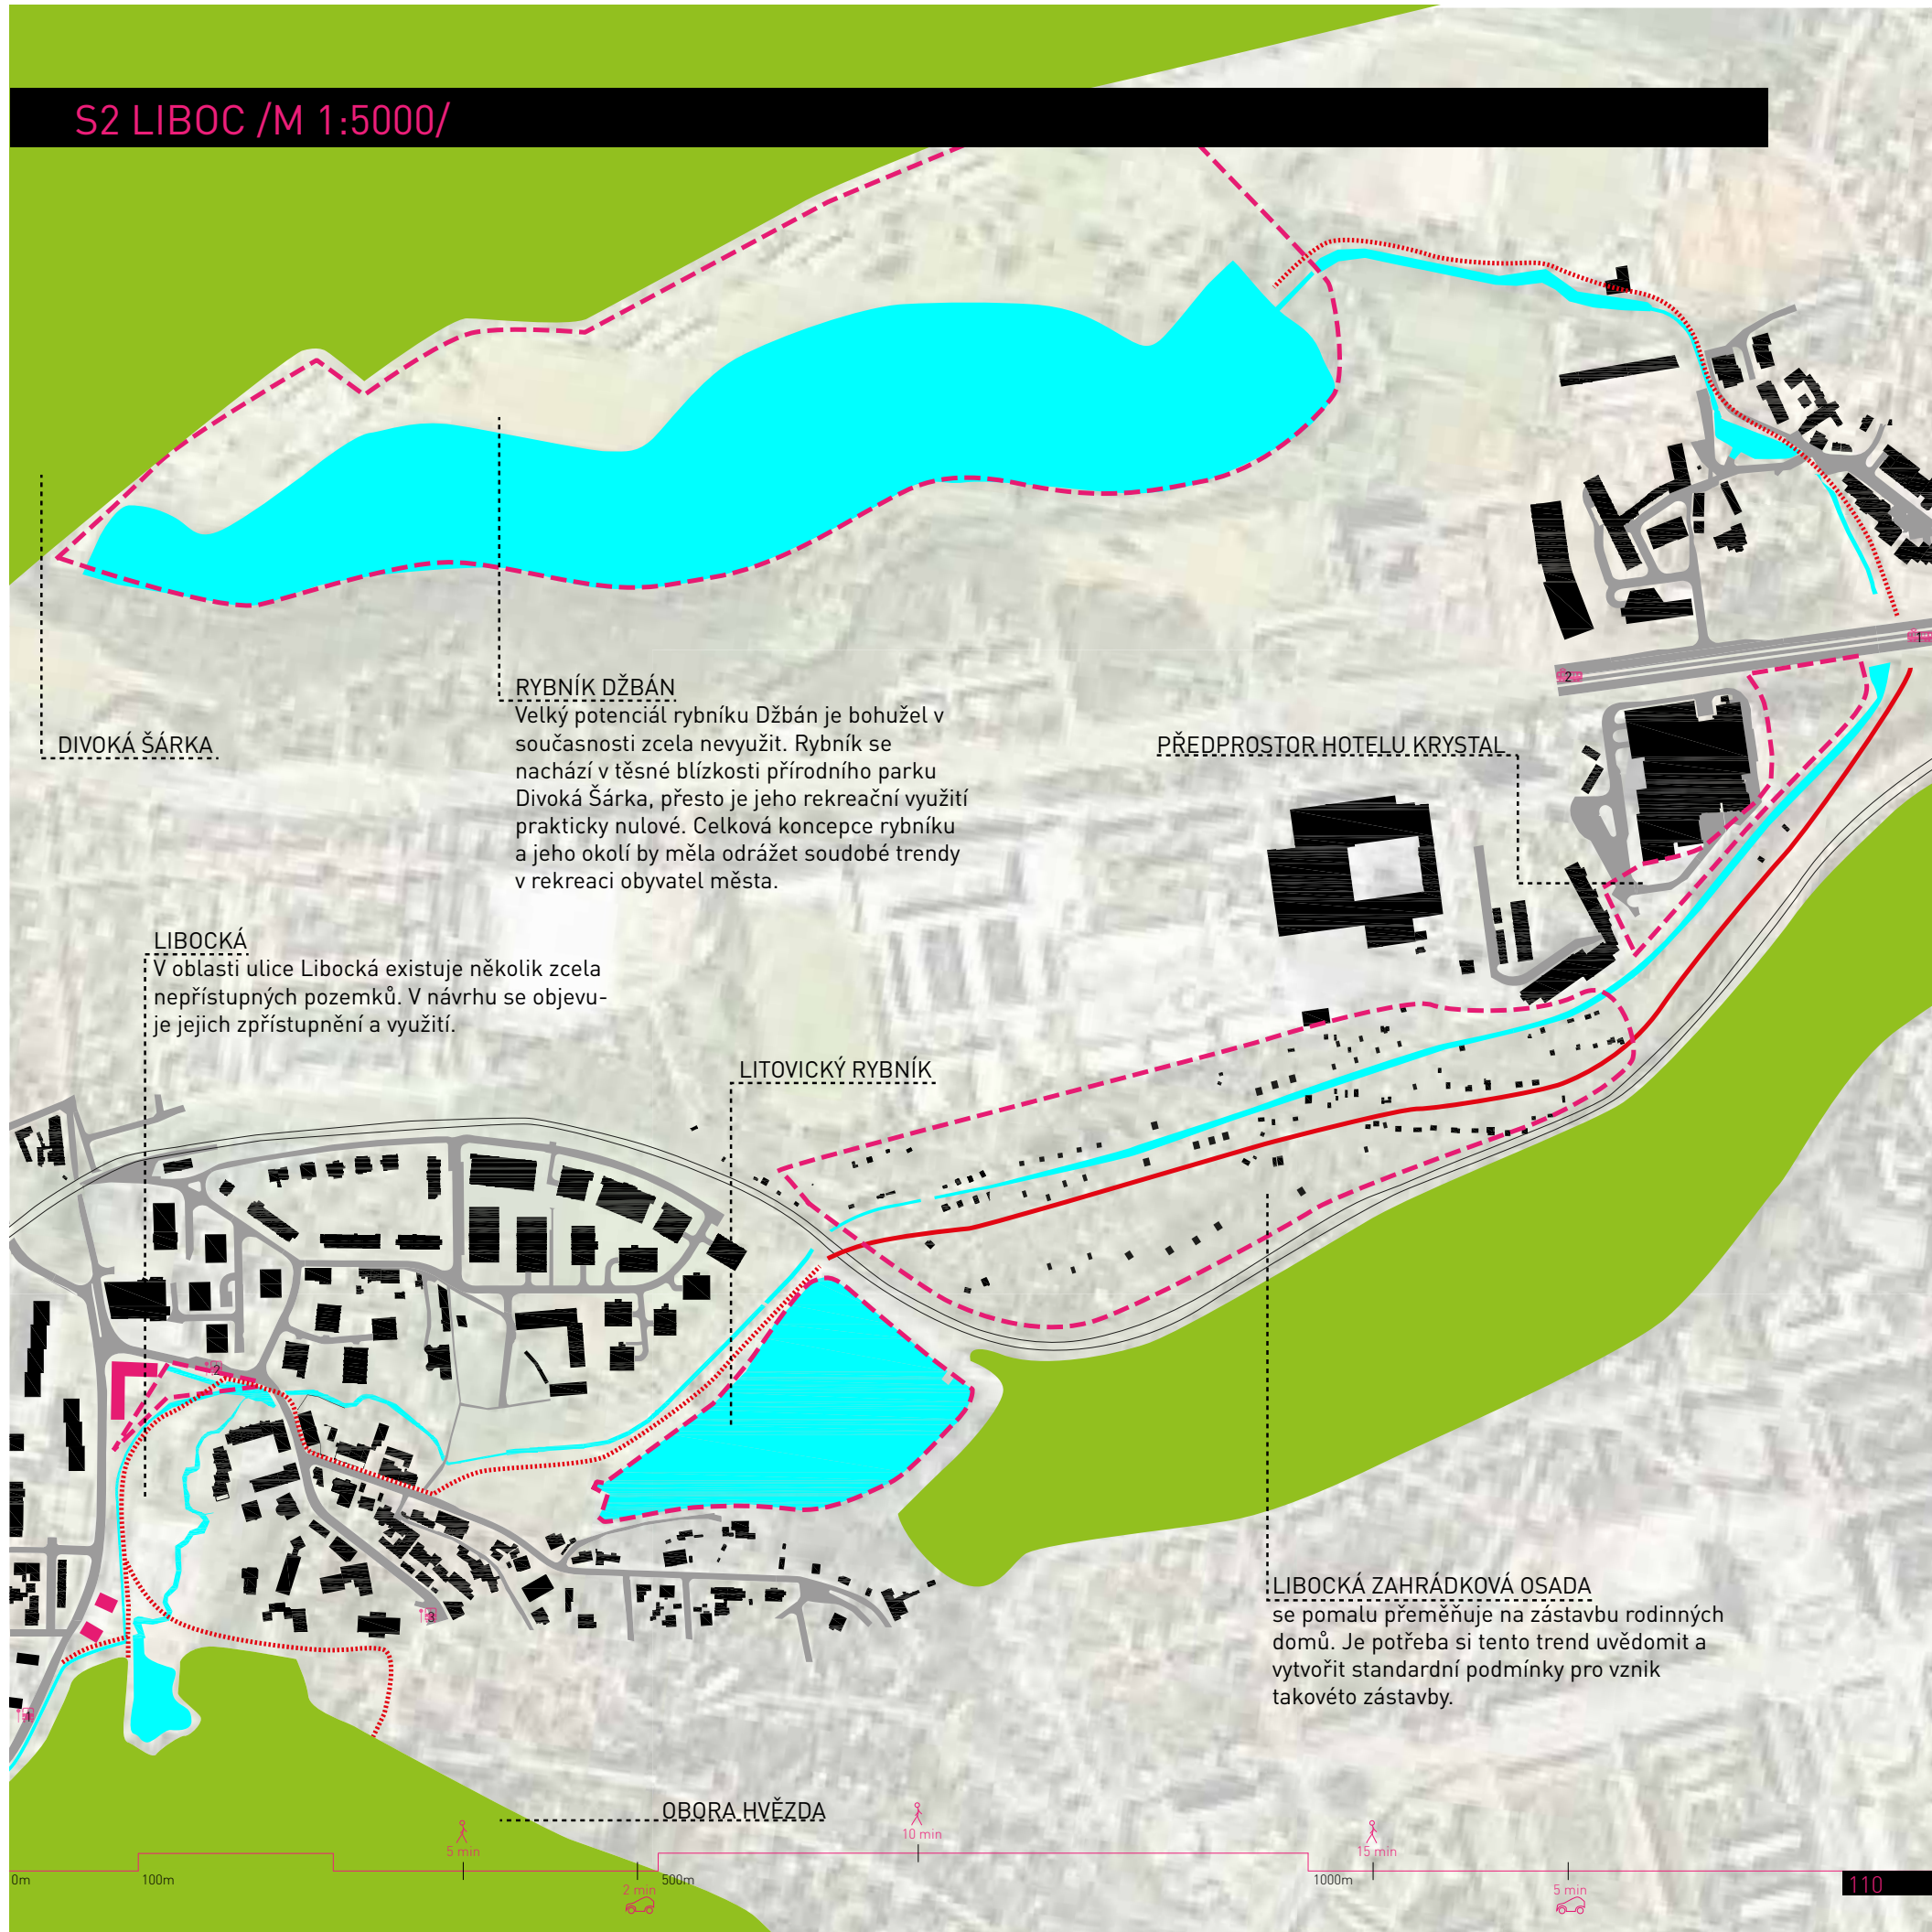 S2 LIBOC /M 1:5000/
RYBNÍK DŽBÁN
Velký potenciál rybníku Džbán je bohužel v
současnosti zcela nevyužit. Rybník se
nachází v těsné blízkosti přírodního parku
Divoká Šárka, přesto je jeho rekreační využití
prakticky nulové. Celková koncepce rybníku
a jeho okolí by měla odrážet soudobé trendy
v rekreaci obyvatel města.
DIVOKÁ ŠÁRKA
PŘEDPROSTOR HOTELU KRYSTAL
1
2
LIBOCKÁ
V oblasti ulice Libocká existuje několik zcela
nepřístupných pozemků. V návrhu se objevu-
je jejich zpřístupnění a využití.
LITOVICKÝ RYBNÍK
2
3
LIBOCKÁ ZAHRÁDKOVÁ OSADA
se pomalu přeměňuje na zástavbu rodinných
domů. Je potřeba si tento trend uvědomit a
vytvořit standardní podmínky pro vznik
takovéto zástavby.
OBORA HVĚZDA
5 min
10 min
15 min
0m
100m
500m
1000m
2 min
5 min
110